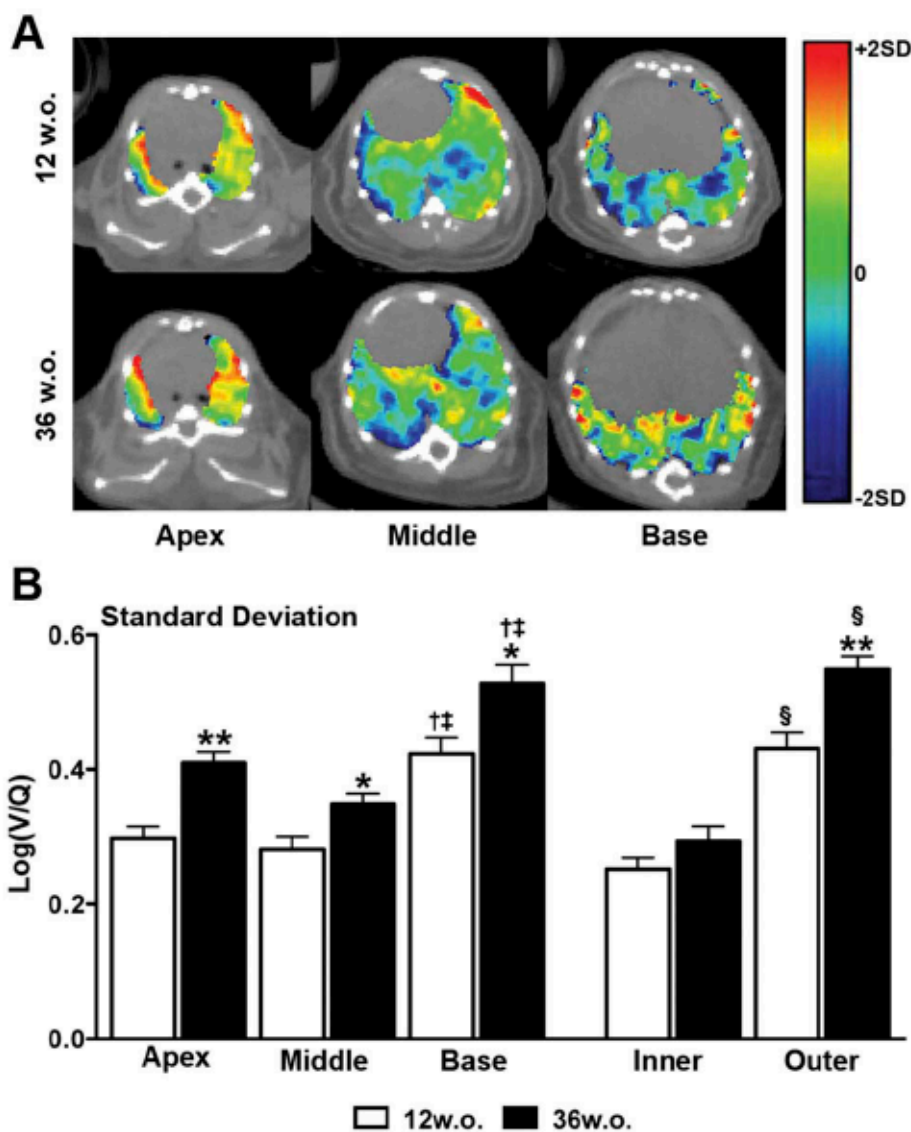 A
12 w.o.
36 w.o.
+2SD
0
-2SD
Apex Middle Base
B
Standard Deviation
Log(V/Q)
0.6
0.4
0.2
0.0
**
*
†‡
†‡
*
§
§
**
Apex Middle Base Inner Outer
12w.o. 36w.o.